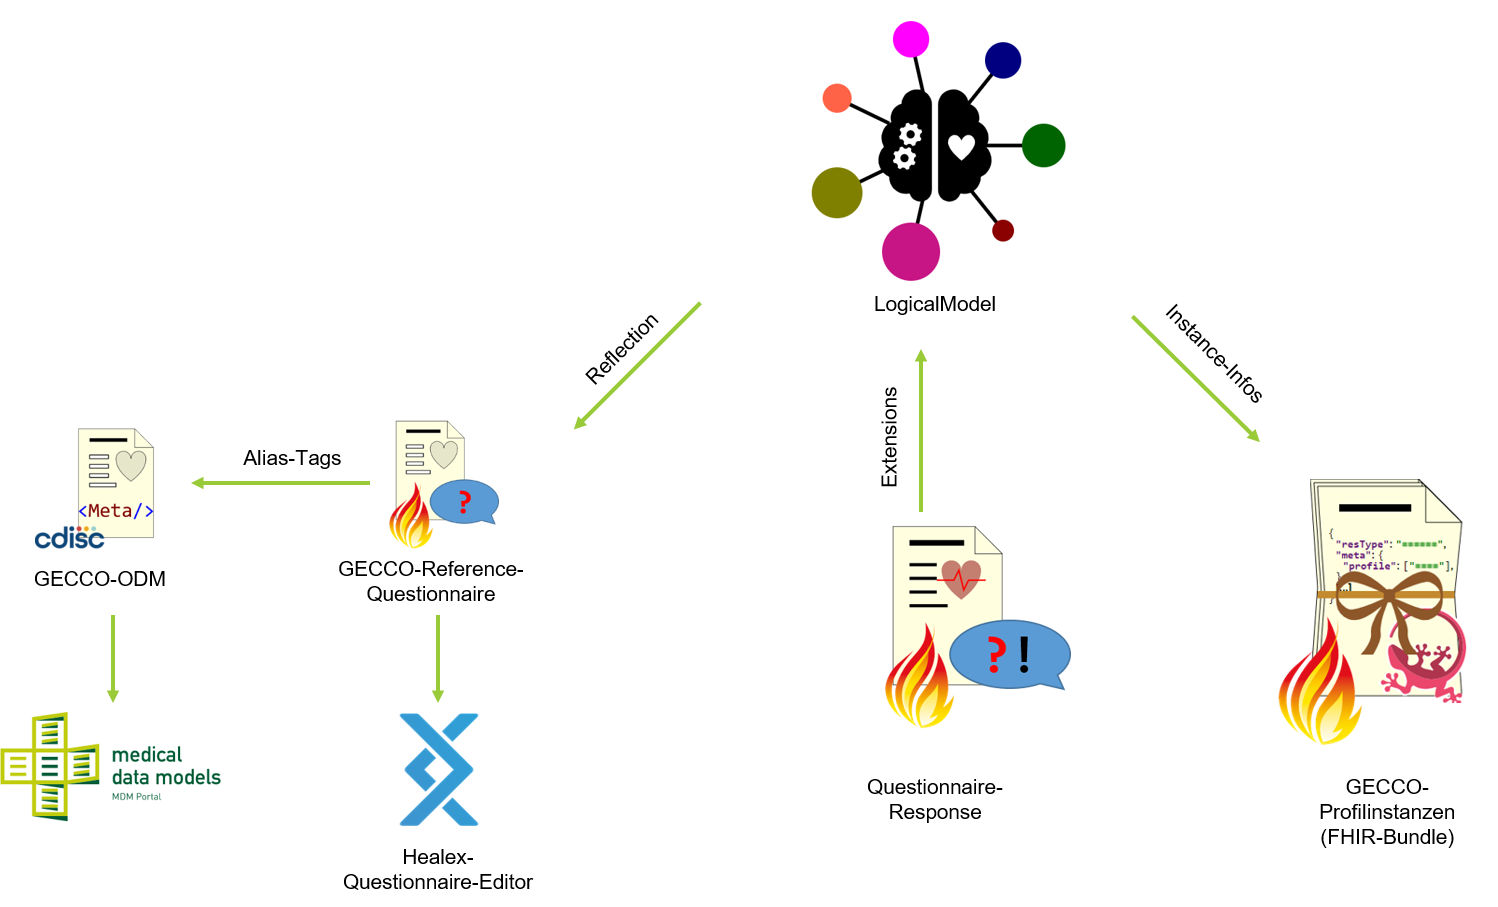 LogicalModel
Reflection
Instance-Infos
Extensions
Alias-Tags
<Meta/>
cdisc
GECCO-ODM
?
GECCO-Reference-
Questionnaire
medical
data models
MDM Portal
Healex-
Questionnaire-Editor
?!
Questionnaire-
Response
{
"resType":"======",
"meta":{
"profile":["===="],
}
…]
}
GECCO-
Profilinstanzen
(FHIR-Bundle)